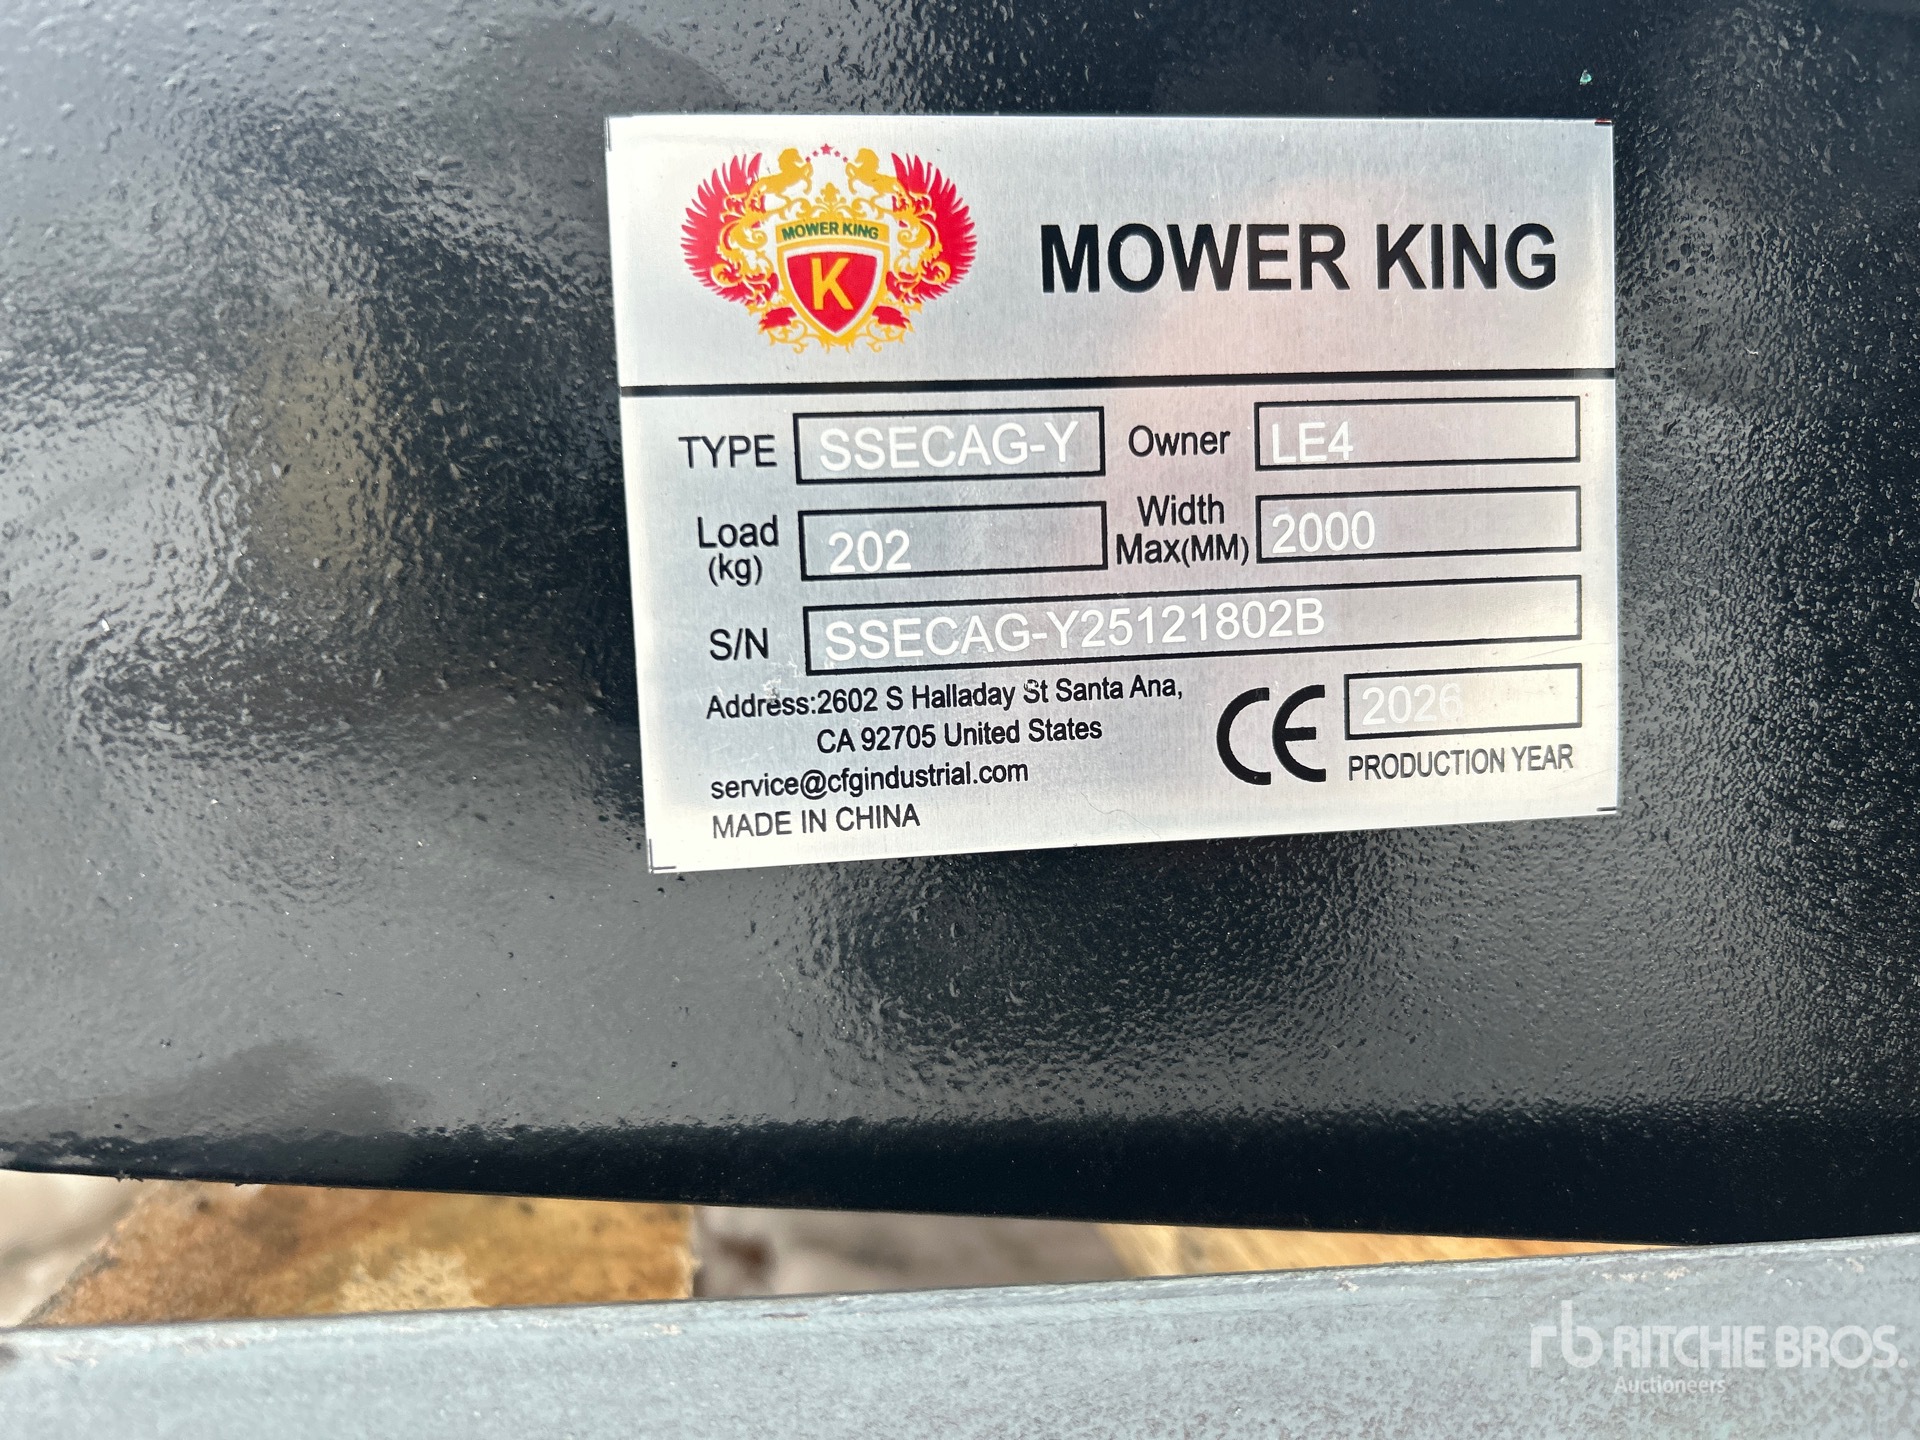 MOWER KING
K
MOWER KING
TYPE SSECAG-Y Owner LE4
Load (kg) 202 Width Max(MM) 2000
S/N SSECAG-Y25121802B
Address:2602 S Halladay St Santa Ana,
CA 92705 United States
service@cfgindustrial.com
MADE IN CHINA
CE 2026
PRODUCTION YEAR
rb RITCHIE BROS.
Auctioneers